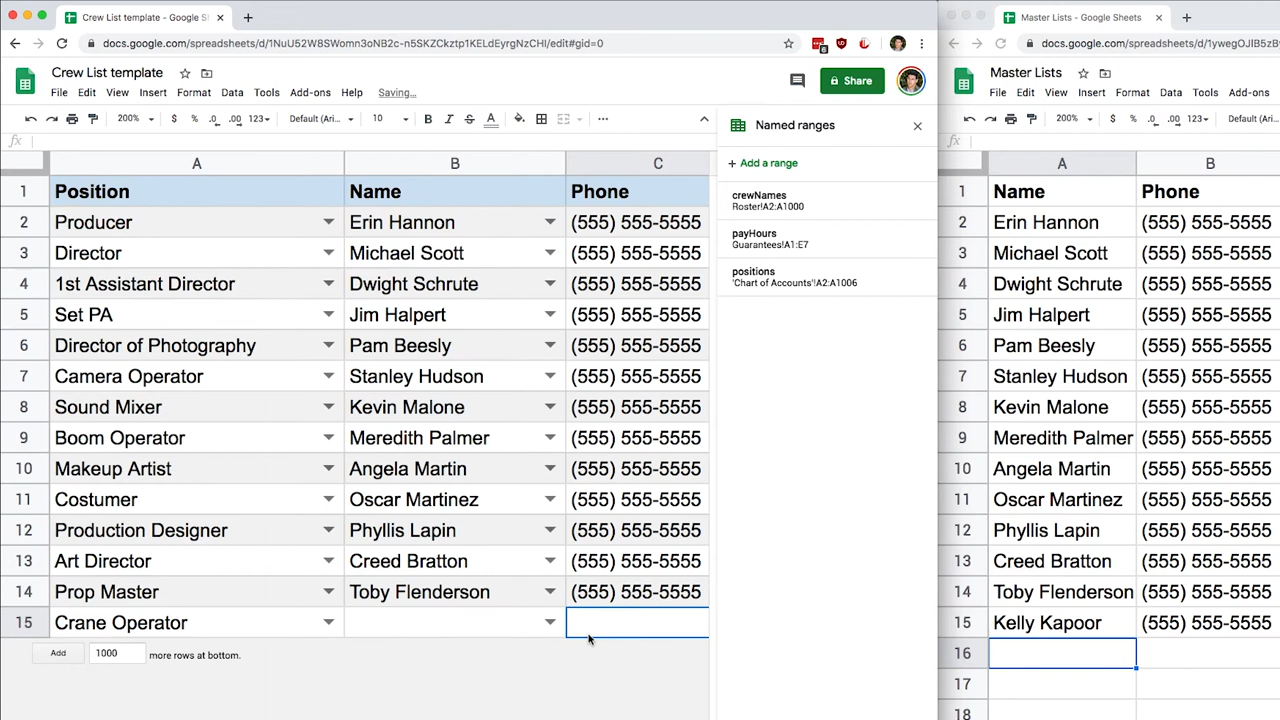 Crew List template - Google S
docs.google.com/spreadsheets/d/1NuU52W8SWomn3oNB2c-n5SKZCkztp1KELdEyrgNzCHI/edit#gid=0
Crew List template
File Edit View Insert Format Data Tools Add-ons Help Saving...
Share
200% $ % .0 .00 123 Default (Ari... 10 B I S A
fx
Named ranges
+ Add a range
crewNames
Roster!A2:A1000
payHours
Guarantees!A1:E7
positions
'Chart of Accounts'!A2:A1006
A B C
1 Position Name Phone
2 Producer Erin Hannon (555) 555-5555
3 Director Michael Scott (555) 555-5555
4 1st Assistant Director Dwight Schrute (555) 555-5555
5 Set PA Jim Halpert (555) 555-5555
6 Director of Photography Pam Beesly (555) 555-5555
7 Camera Operator Stanley Hudson (555) 555-5555
8 Sound Mixer Kevin Malone (555) 555-5555
9 Boom Operator Meredith Palmer (555) 555-5555
10 Makeup Artist Angela Martin (555) 555-5555
11 Costumer Oscar Martinez (555) 555-5555
12 Production Designer Phyllis Lapin (555) 555-5555
13 Art Director Creed Bratton (555) 555-5555
14 Prop Master Toby Flenderson (555) 555-5555
15 Crane Operator
Add 1000 more rows at bottom.
Master Lists - Google Sheets
docs.google.com/spreadsheets/d/1ywegOJIB5zB
Master Lists
File Edit View Insert Format Data Tools Add-ons
200% $ % .0 .00 123 Default (Ari...
fx
A B
1 Name Phone
2 Erin Hannon (555) 555-5555
3 Michael Scott (555) 555-5555
4 Dwight Schrute (555) 555-5555
5 Jim Halpert (555) 555-5555
6 Pam Beesly (555) 555-5555
7 Stanley Hudson (555) 555-5555
8 Kevin Malone (555) 555-5555
9 Meredith Palmer (555) 555-5555
10 Angela Martin (555) 555-5555
11 Oscar Martinez (555) 555-5555
12 Phyllis Lapin (555) 555-5555
13 Creed Bratton (555) 555-5555
14 Toby Flenderson (555) 555-5555
15 Kelly Kapoor (555) 555-5555
16
17
18